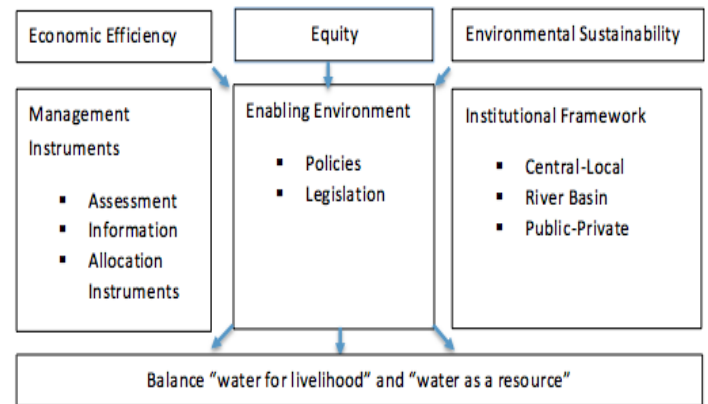 Economic Efficiency
Equity
Environmental Sustainability
Management
Instruments
▪ Assessment
▪ Information
▪ Allocation
Instruments
Enabling Environment
▪ Policies
▪ Legislation
Institutional Framework
▪ Central-Local
▪ River Basin
▪ Public-Private
Balance “water for livelihood” and “water as a resource”